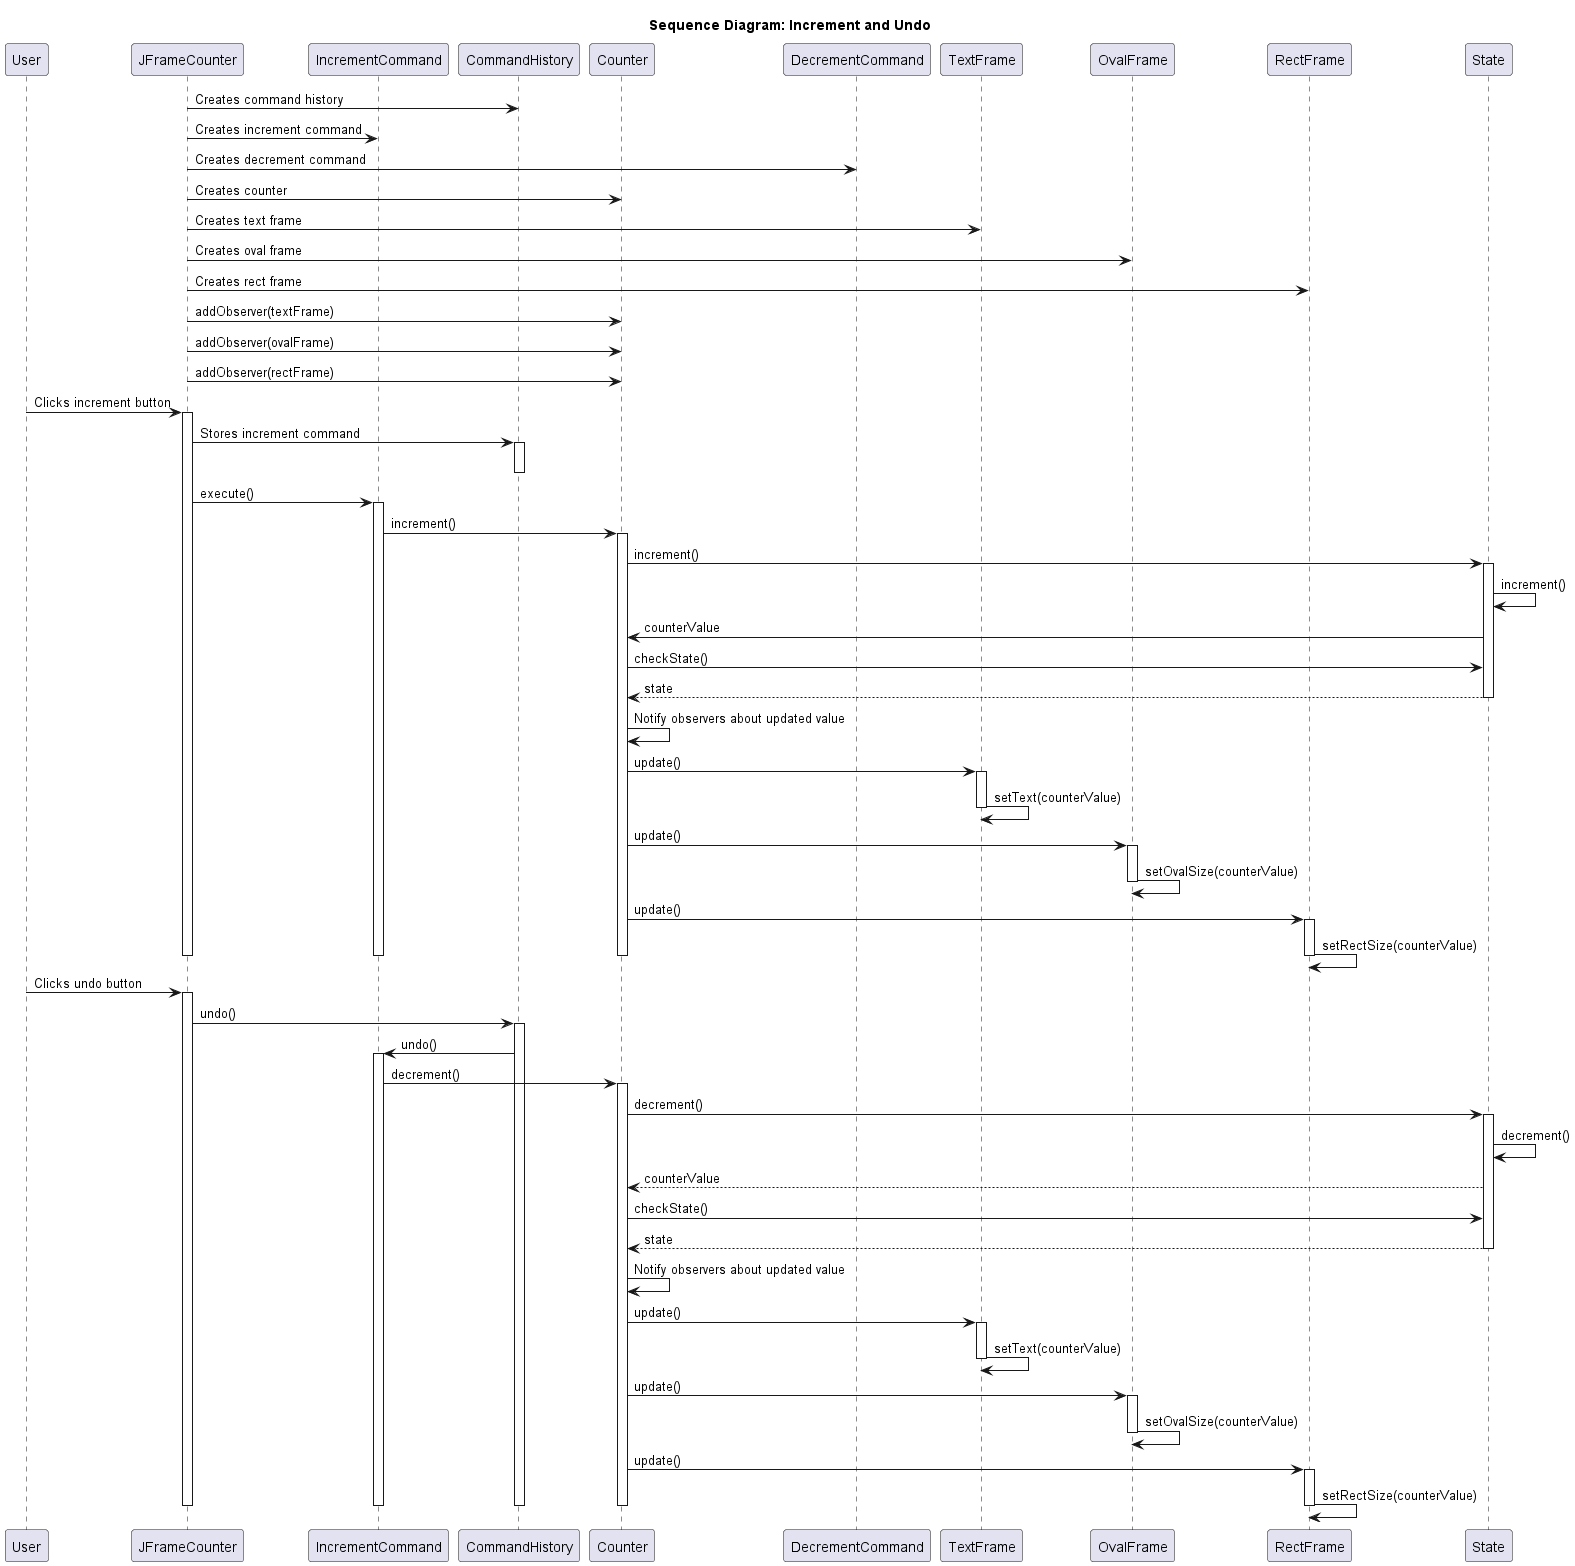 Sequence Diagram: Increment and Undo
User JFrameCounter IncrementCommand CommandHistory Counter DecrementCommand TextFrame OvalFrame RectFrame State
Creates command history
Creates increment command
Creates decrement command
Creates counter
Creates text frame
Creates oval frame
Creates rect frame
addObserver(textFrame)
addObserver(ovalFrame)
addObserver(rectFrame)
Clicks increment button
Stores increment command
execute()
increment()
increment()
increment()
counterValue
checkState()
state
Notify observers about updated value
update()
setText(counterValue)
update()
setOvalSize(counterValue)
update()
setRectSize(counterValue)
Clicks undo button
undo()
undo()
decrement()
decrement()
decrement()
counterValue
checkState()
state
Notify observers about updated value
update()
setText(counterValue)
update()
setOvalSize(counterValue)
update()
setRectSize(counterValue)
User JFrameCounter IncrementCommand CommandHistory Counter DecrementCommand TextFrame OvalFrame RectFrame State